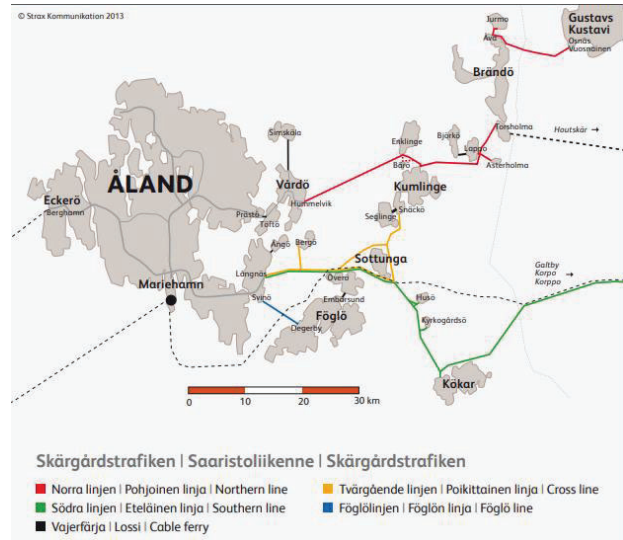 © Strax Kommunikation 2013
Jurmo
Åva
Gustavs
Kustavi
Osnäs
Vuosnainen
Brändö
Torsholma
Houtskär →
Simskäla
Enklinge
Björkö
Lappo
Asterholma
Bärö
ÅLAND
Vårdö
Hummelvik
Kumlinge
Eckerö
Berghamn
Prästö
Töftö
Seglinge
Snäckö
Ängö
Bergö
Mariehamn
Långnäs
Sottunga
Överö
Galtby
Korpo
Korppo
→
Svinö
Embarsund
Husö
Degerby
Föglö
Kyrkogårdsö
Kökar
0 10 20 30 km
Skärgårdstrafiken | Saaristoliikenne | Skärgårdstrafiken
Norra linjen | Pohjoinen linja | Northern line
Tvärgående linjen | Poikittainen linja | Cross line
Södra linjen | Eteläinen linja | Southern line
Föglölinjen | Föglön linja | Föglö line
Vajerfärja | Lossi | Cable ferry